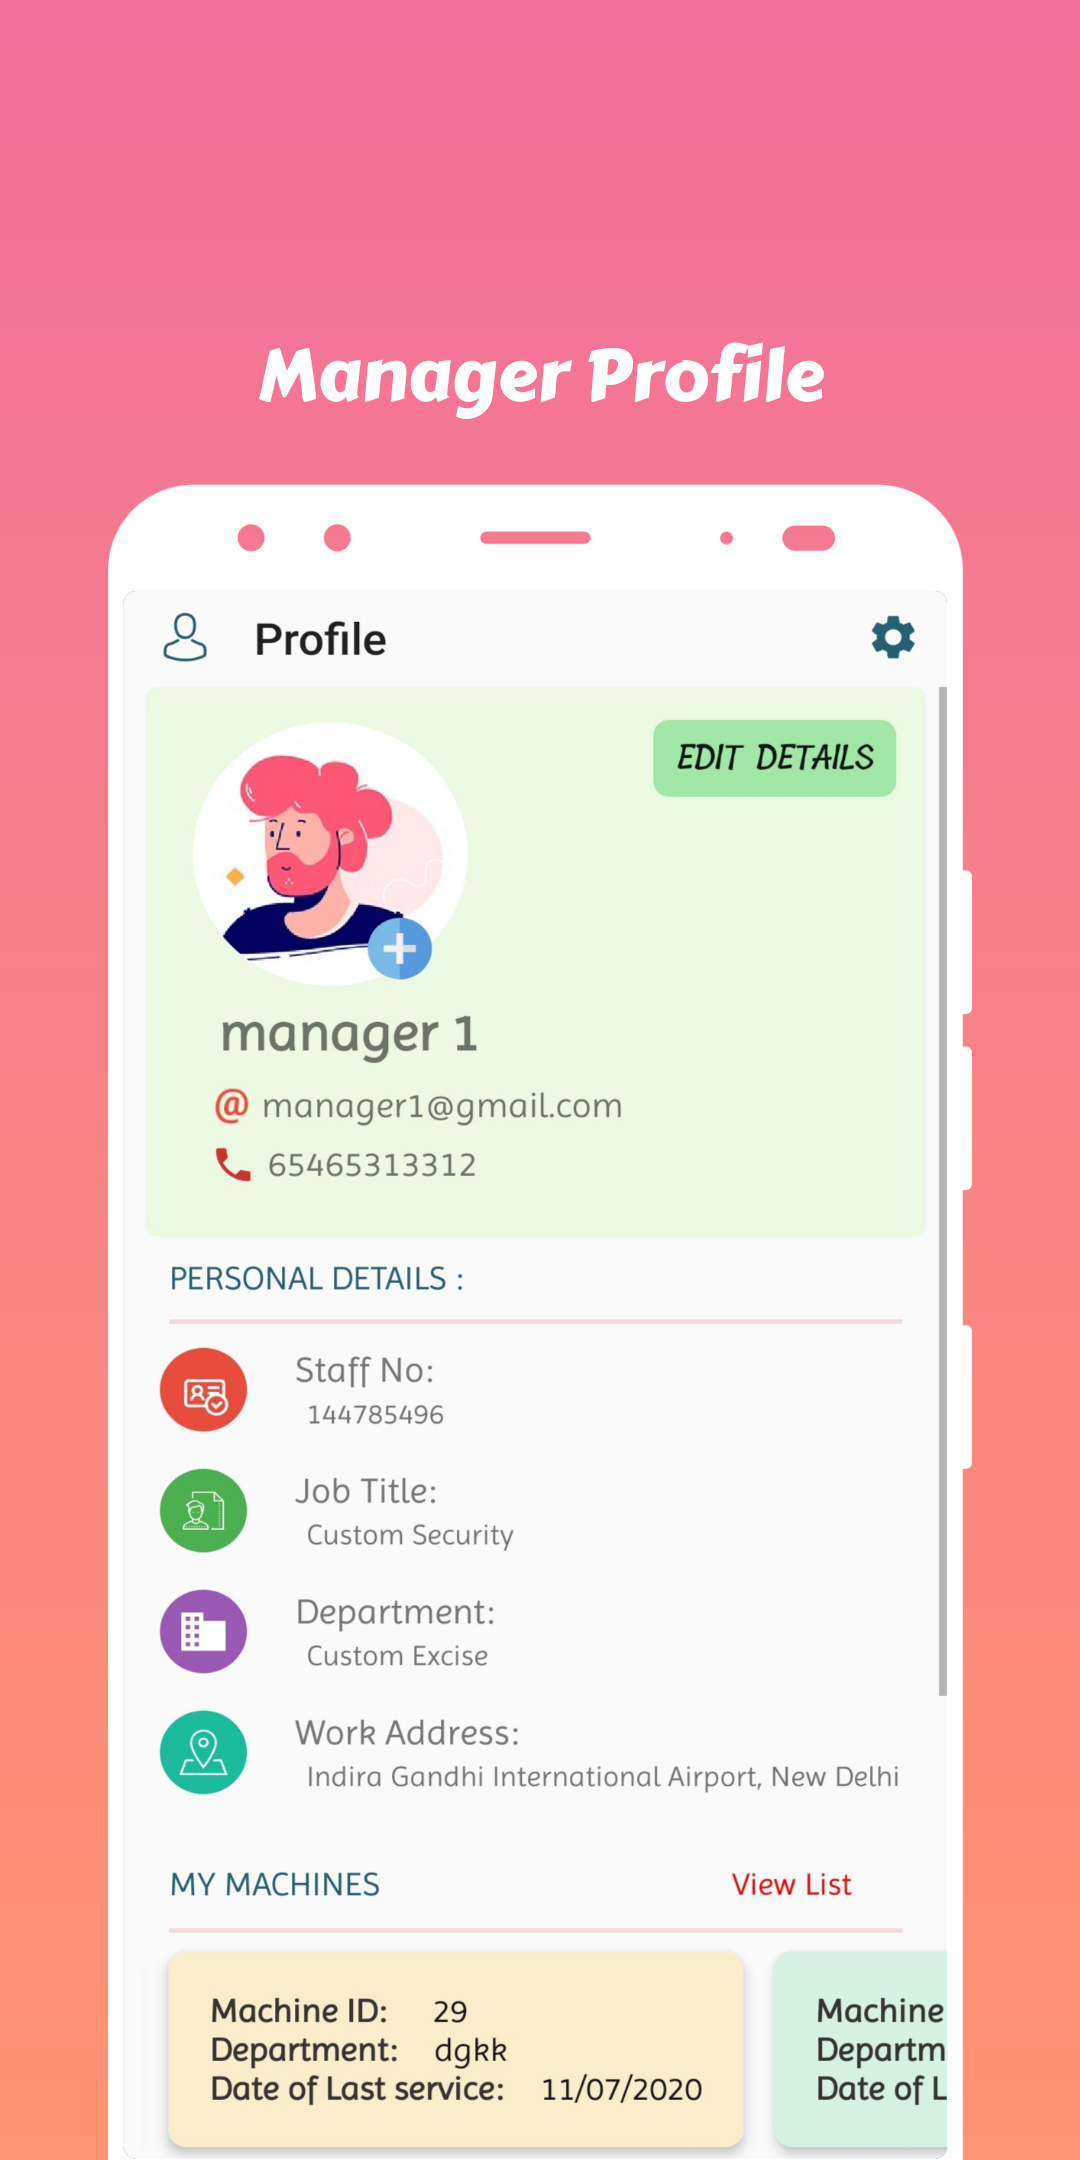 Manager Profile
Profile
EDIT DETAILS
manager 1
@ manager1@gmail.com
65465313312
PERSONAL DETAILS :
Staff No:
144785496
Job Title:
Custom Security
Department:
Custom Excise
Work Address:
Indira Gandhi International Airport, New Delhi
MY MACHINES
View List
Machine ID: 29
Department: dgkk
Date of Last service: 11/07/2020
Machine
Departm
Date of L